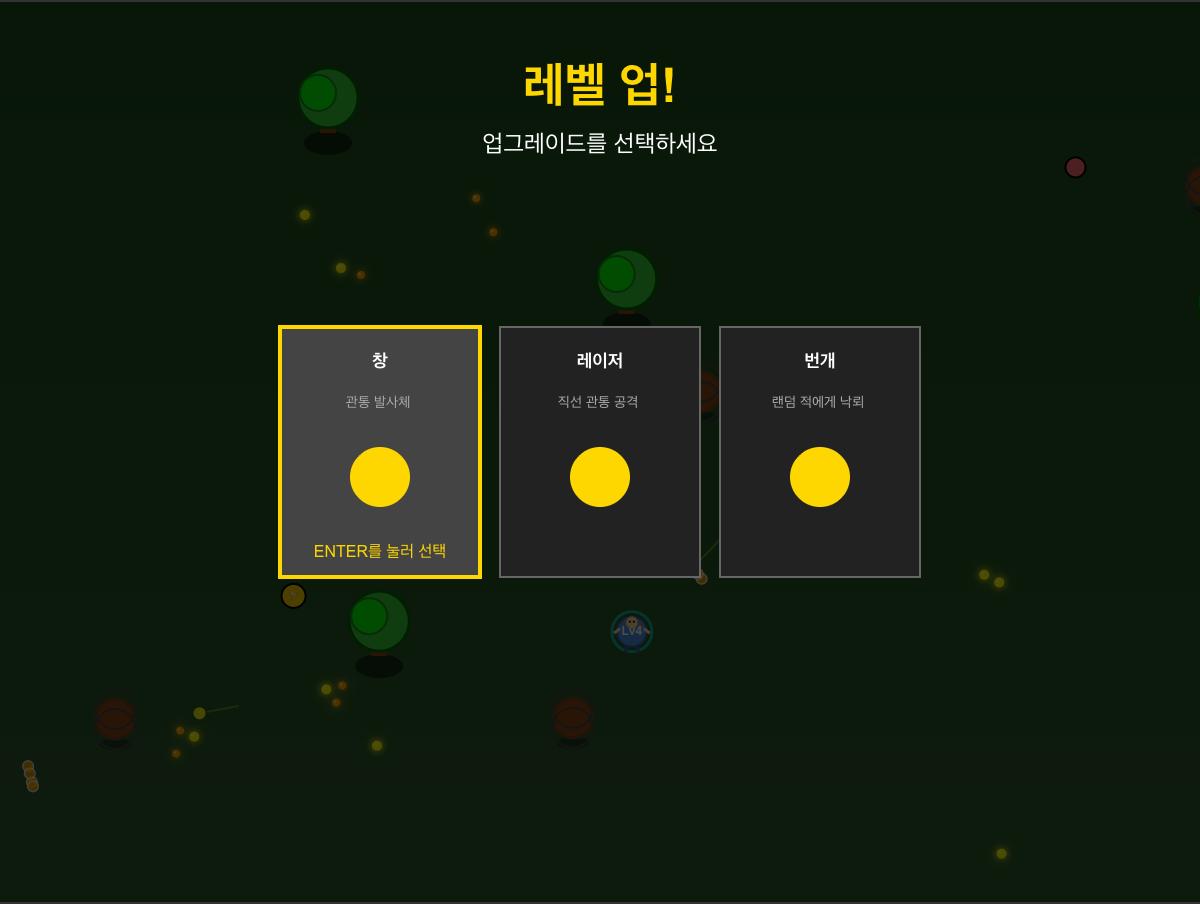 레벨 업!
업그레이드를 선택하세요
창
관통 발사체
ENTER를 눌러 선택
레이저
직선 관통 공격
번개
랜덤 적에게 낙뢰
LV4